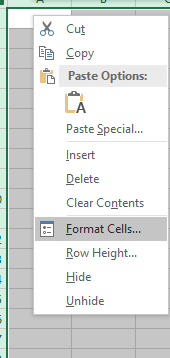 A
Cut
Copy
Paste Options:
Paste Special...
Insert
Delete
Clear Contents
Format Cells...
Row Height...
Hide
Unhide